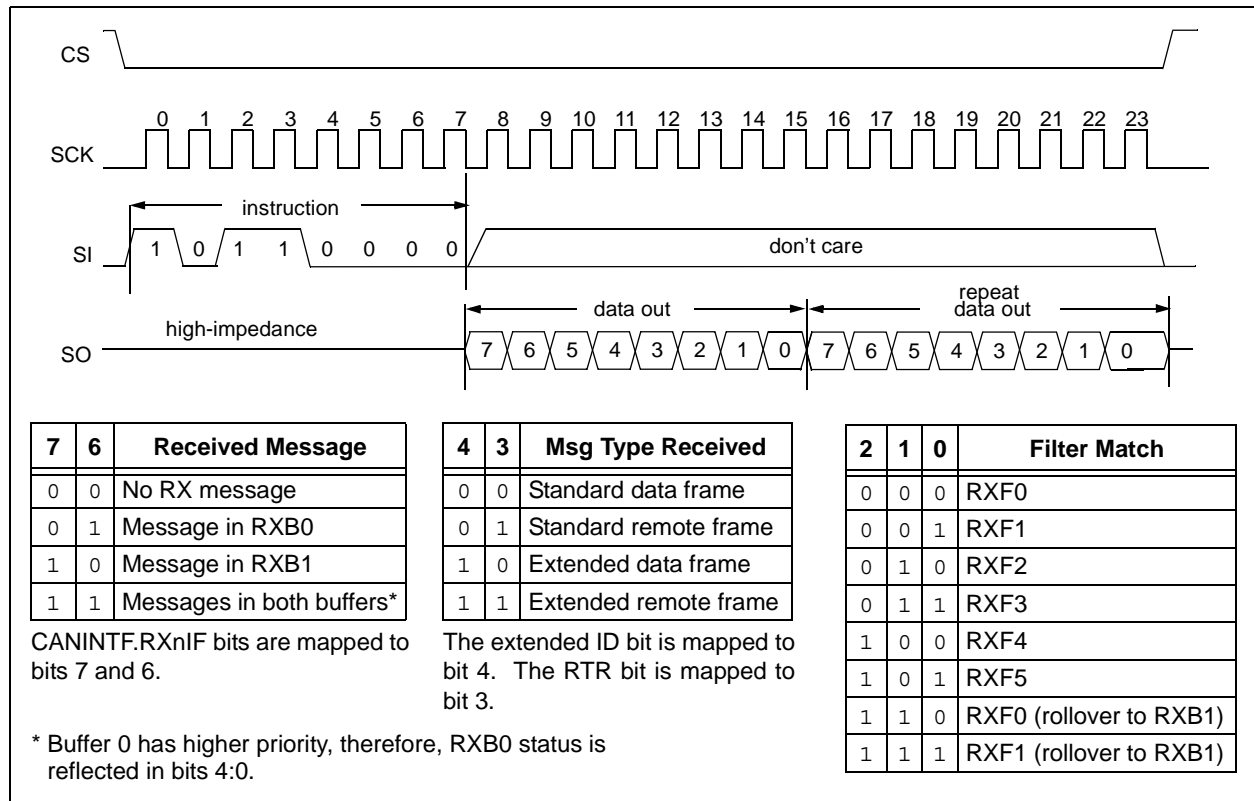 CS
0 1 2 3 4 5 6 7 8 9 10 11 12 13 14 15 16 17 18 19 20 21 22 23
SCK
instruction
SI 1 0 1 1 0 0 0 0 don't care
data out
repeat
data out
high-impedance
SO 7 6 5 4 3 2 1 0 7 6 5 4 3 2 1 0
7 6 Received Message
0 0 No RX message
0 1 Message in RXB0
1 0 Message in RXB1
1 1 Messages in both buffers*
CANINTF.RXnIF bits are mapped to
bits 7 and 6.
4 3 Msg Type Received
0 0 Standard data frame
0 1 Standard remote frame
1 0 Extended data frame
1 1 Extended remote frame
The extended ID bit is mapped to
bit 4. The RTR bit is mapped to
bit 3.
2 1 0 Filter Match
0 0 0 RXF0
0 0 1 RXF1
0 1 0 RXF2
0 1 1 RXF3
1 0 0 RXF4
1 0 1 RXF5
1 1 0 RXF0 (rollover to RXB1)
1 1 1 RXF1 (rollover to RXB1)
* Buffer 0 has higher priority, therefore, RXB0 status is
reflected in bits 4:0.